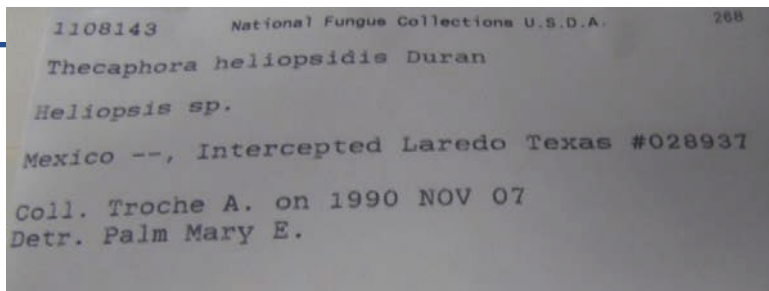 1108143 National Fungus Collections U.S.D.A. 268
Thecaphora heliopsidis Duran
Heliopsis sp.
Mexico --, Intercepted Laredo Texas #028937
Coll. Troche A. on 1990 NOV 07
Detr. Palm Mary E.